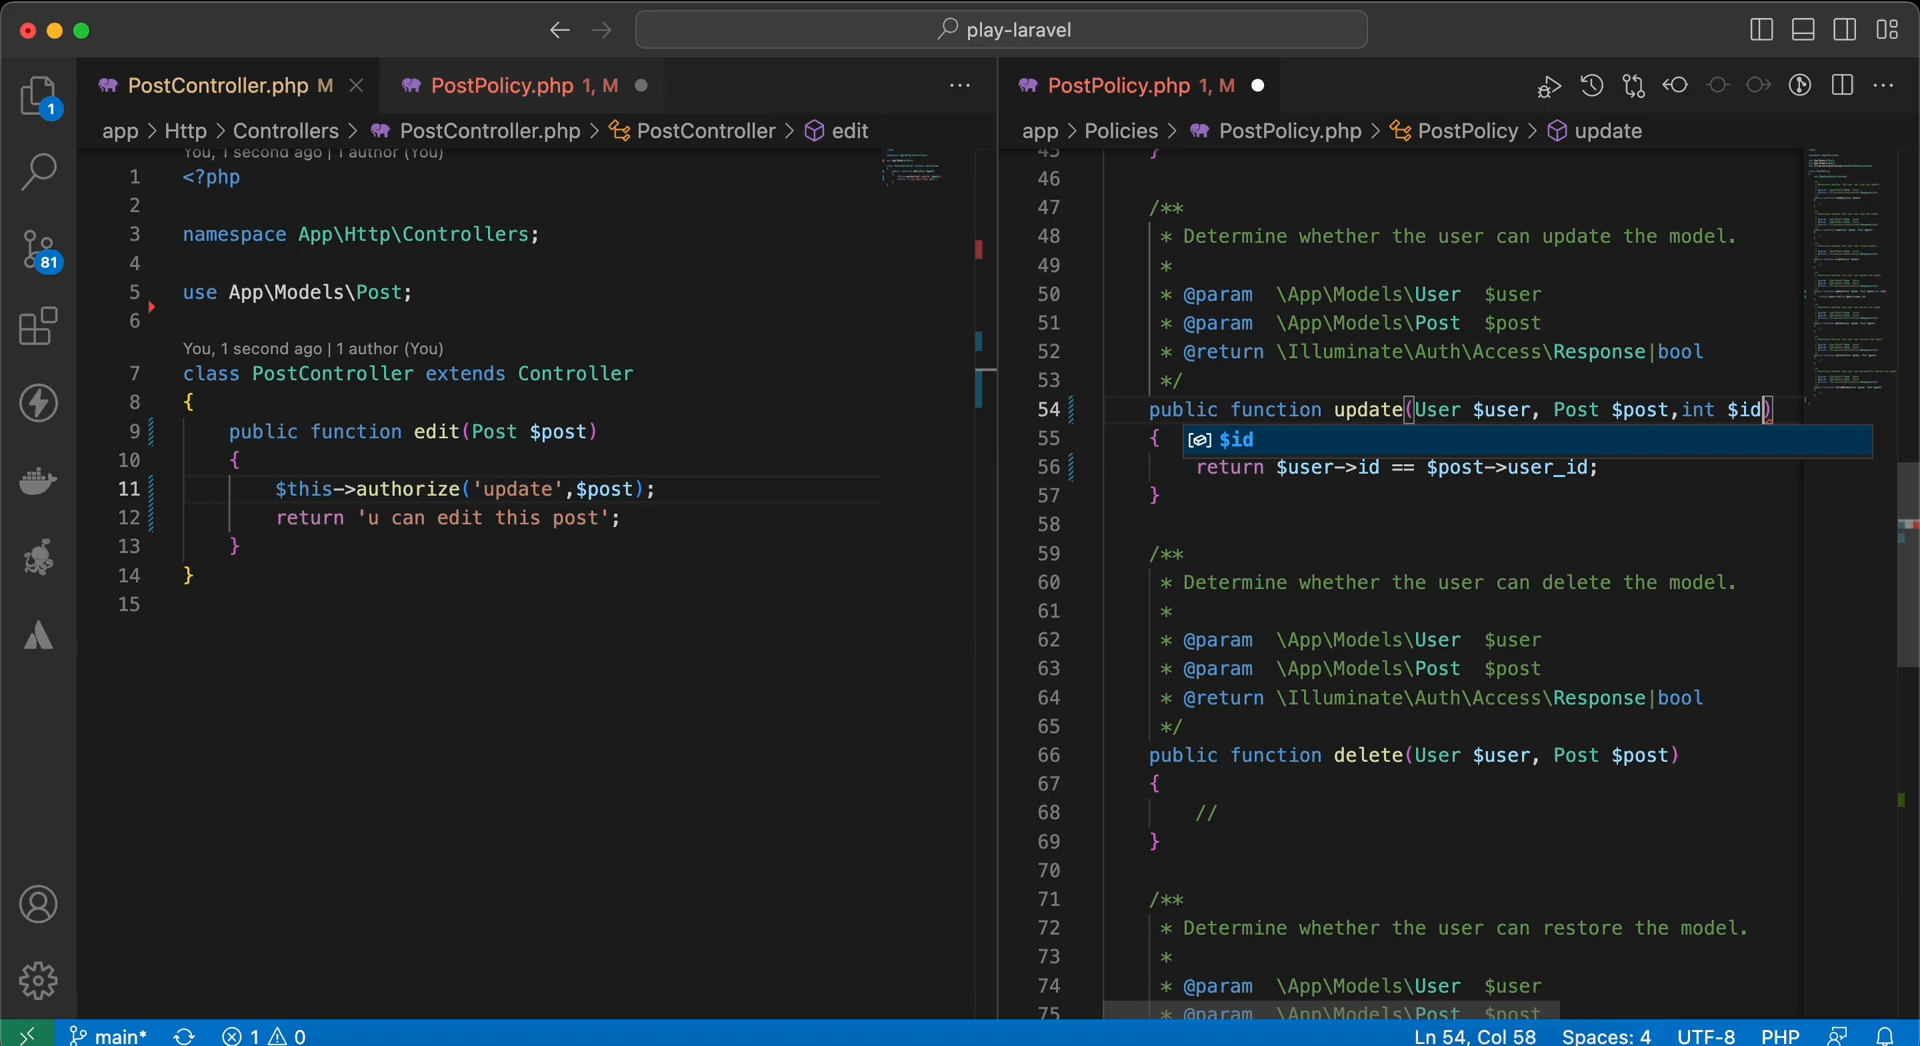 play-laravel
PostController.php M
PostPolicy.php 1, M
PostPolicy.php 1, M
app > Http > Controllers > PostController.php > PostController > edit
app > Policies > PostPolicy.php > PostPolicy > update
1
81
You, 1 second ago | 1 author (You)
1 <?php
2
3 namespace App\Http\Controllers;
4
5 use App\Models\Post;
6
You, 1 second ago | 1 author (You)
7 class PostController extends Controller
8 {
9 public function edit(Post $post)
10 {
11 $this->authorize('update',$post);
12 return 'u can edit this post';
13 }
14 }
15
45 }
46
47 /**
48 * Determine whether the user can update the model.
49 *
50 * @param  \App\Models\User  $user
51 * @param  \App\Models\Post  $post
52 * @return \Illuminate\Auth\Access\Response|bool
53 */
54 public function update(User $user, Post $post,int $id)
55 {
$id
56 return $user->id == $post->user_id;
57 }
58
59 /**
60 * Determine whether the user can delete the model.
61 *
62 * @param  \App\Models\User  $user
63 * @param  \App\Models\Post  $post
64 * @return \Illuminate\Auth\Access\Response|bool
65 */
66 public function delete(User $user, Post $post)
67 {
68 //
69 }
70
71 /**
72 * Determine whether the user can restore the model.
73 *
74 * @param  \App\Models\User  $user
75 * @param  \App\Models\Post  $post
main* 1 0
Ln 54, Col 58 Spaces: 4 UTF-8 PHP